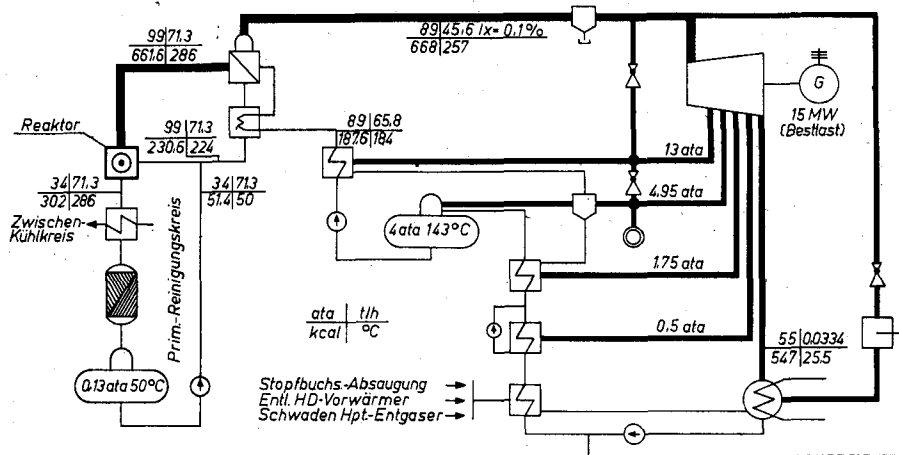 99 71.3
661.6 286
89 45,6 (x= 0,1%
668 257
G
15 MW
(Bestlast)
Reaktor
99 71.3
230,6 224
89 65.8
187.6 184
13 ata
34 71.3
302 286
34 71.3
51.4 50
4.95 ata
Zwischen-
Kühlkreis
4 ata 143°C
1.75 ata
Prim.-Reinigungskreis
ata t/h
kcal °C
0.5 ata
55 0.0334
547 25.5
0,13 ata 50°C
Stopfbuchs.-Absaugung
Entl. HD-Vorwärmer
Schwaden Hpt-Entgaser